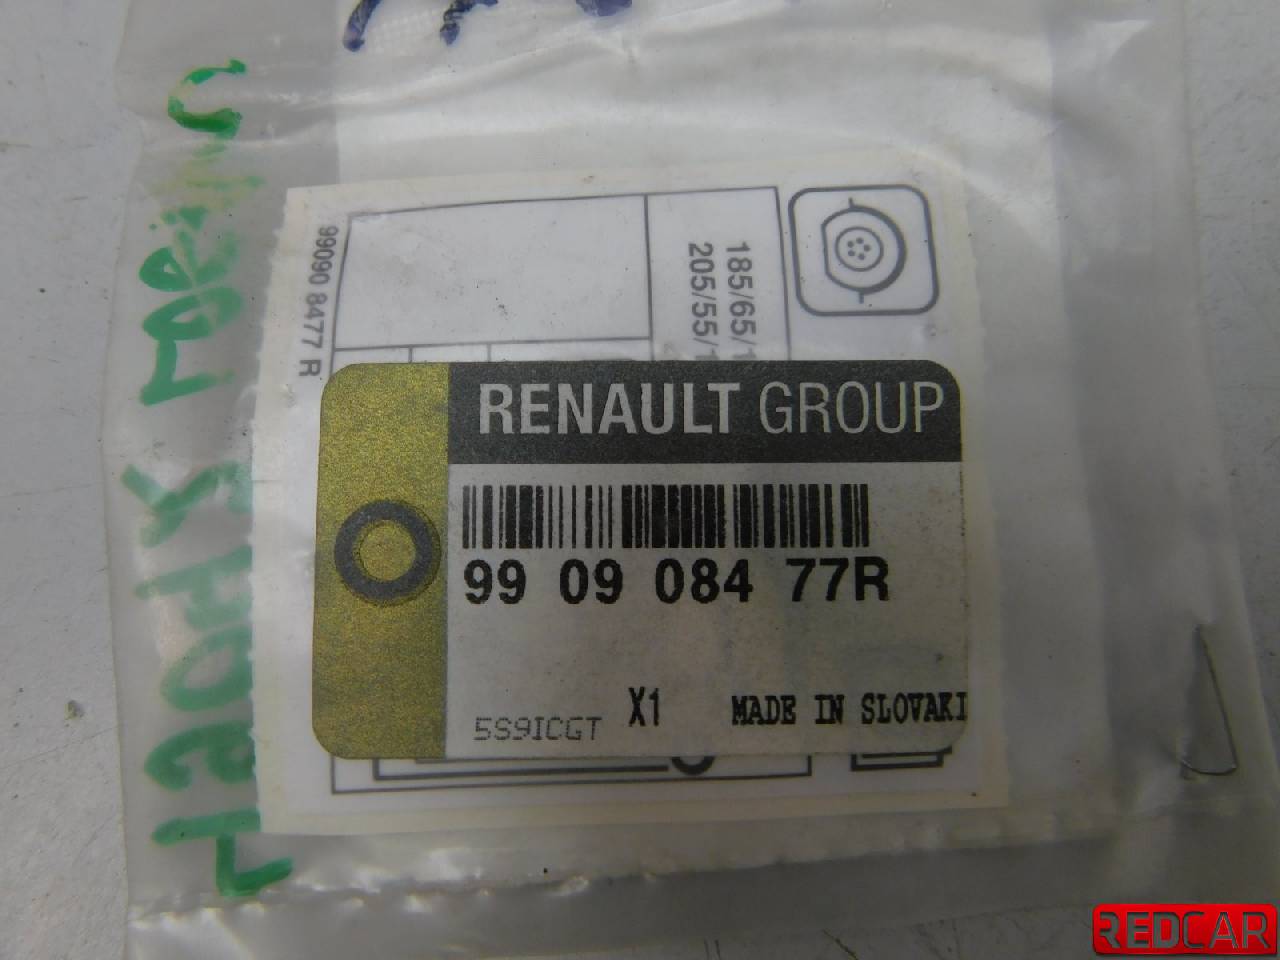 99090 8477 R
185/65/1
205/55/1
RENAULT GROUP
99 09 084 77R
X1
MADE IN SLOVAKI
5S9ICGT
REDCAR